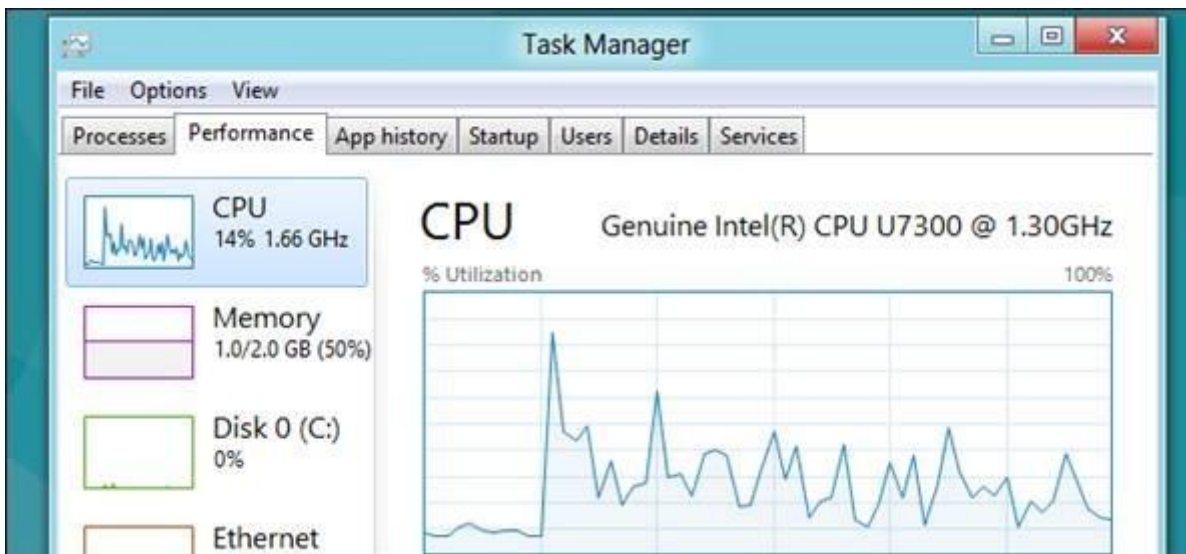 Task Manager
File Options View
Processes Performance App history Startup Users Details Services
CPU
14% 1.66 GHz
Memory
1.0/2.0 GB (50%)
Disk 0 (C:)
0%
Ethernet
CPU Genuine Intel(R) CPU U7300 @ 1.30GHz
% Utilization 100%